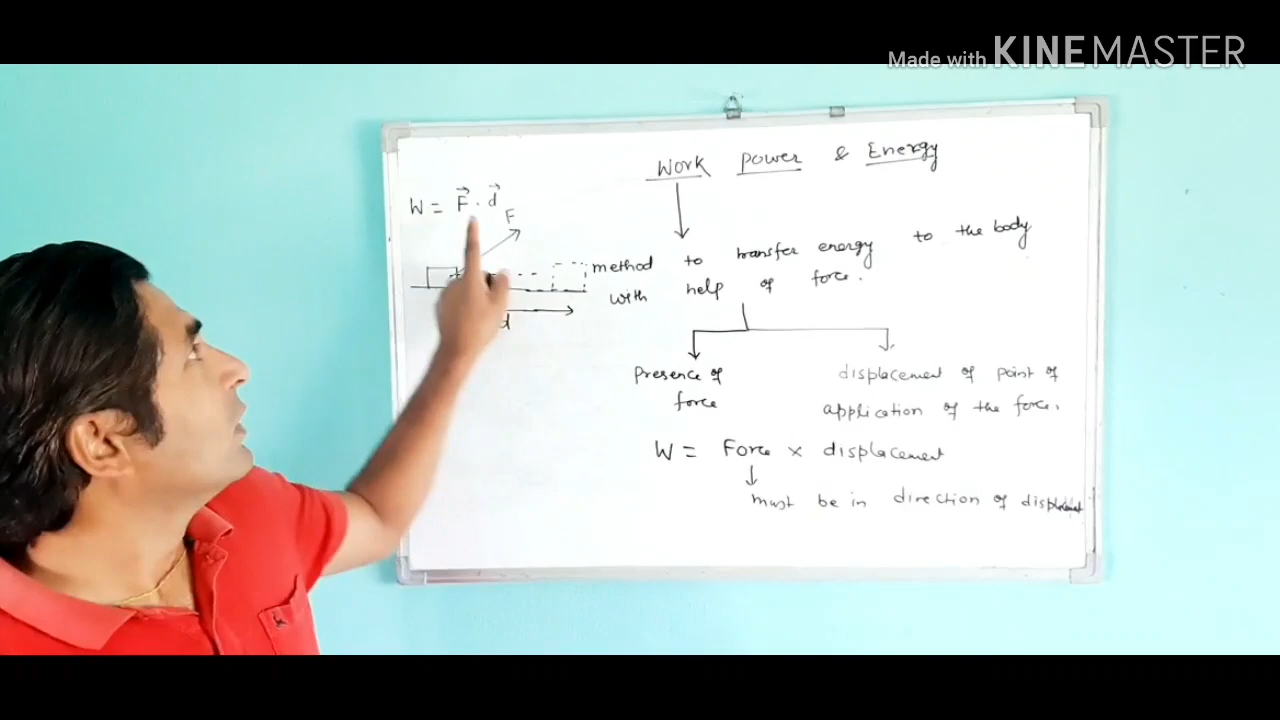 Made with KINEMASTER
Work Power & Energy
W = F⃗ . d⃗
F
d
method to transfer energy to the body
with help of force.
Presence of
force
displacement of point of
application of the force.
W = Force × displacement
must be in direction of